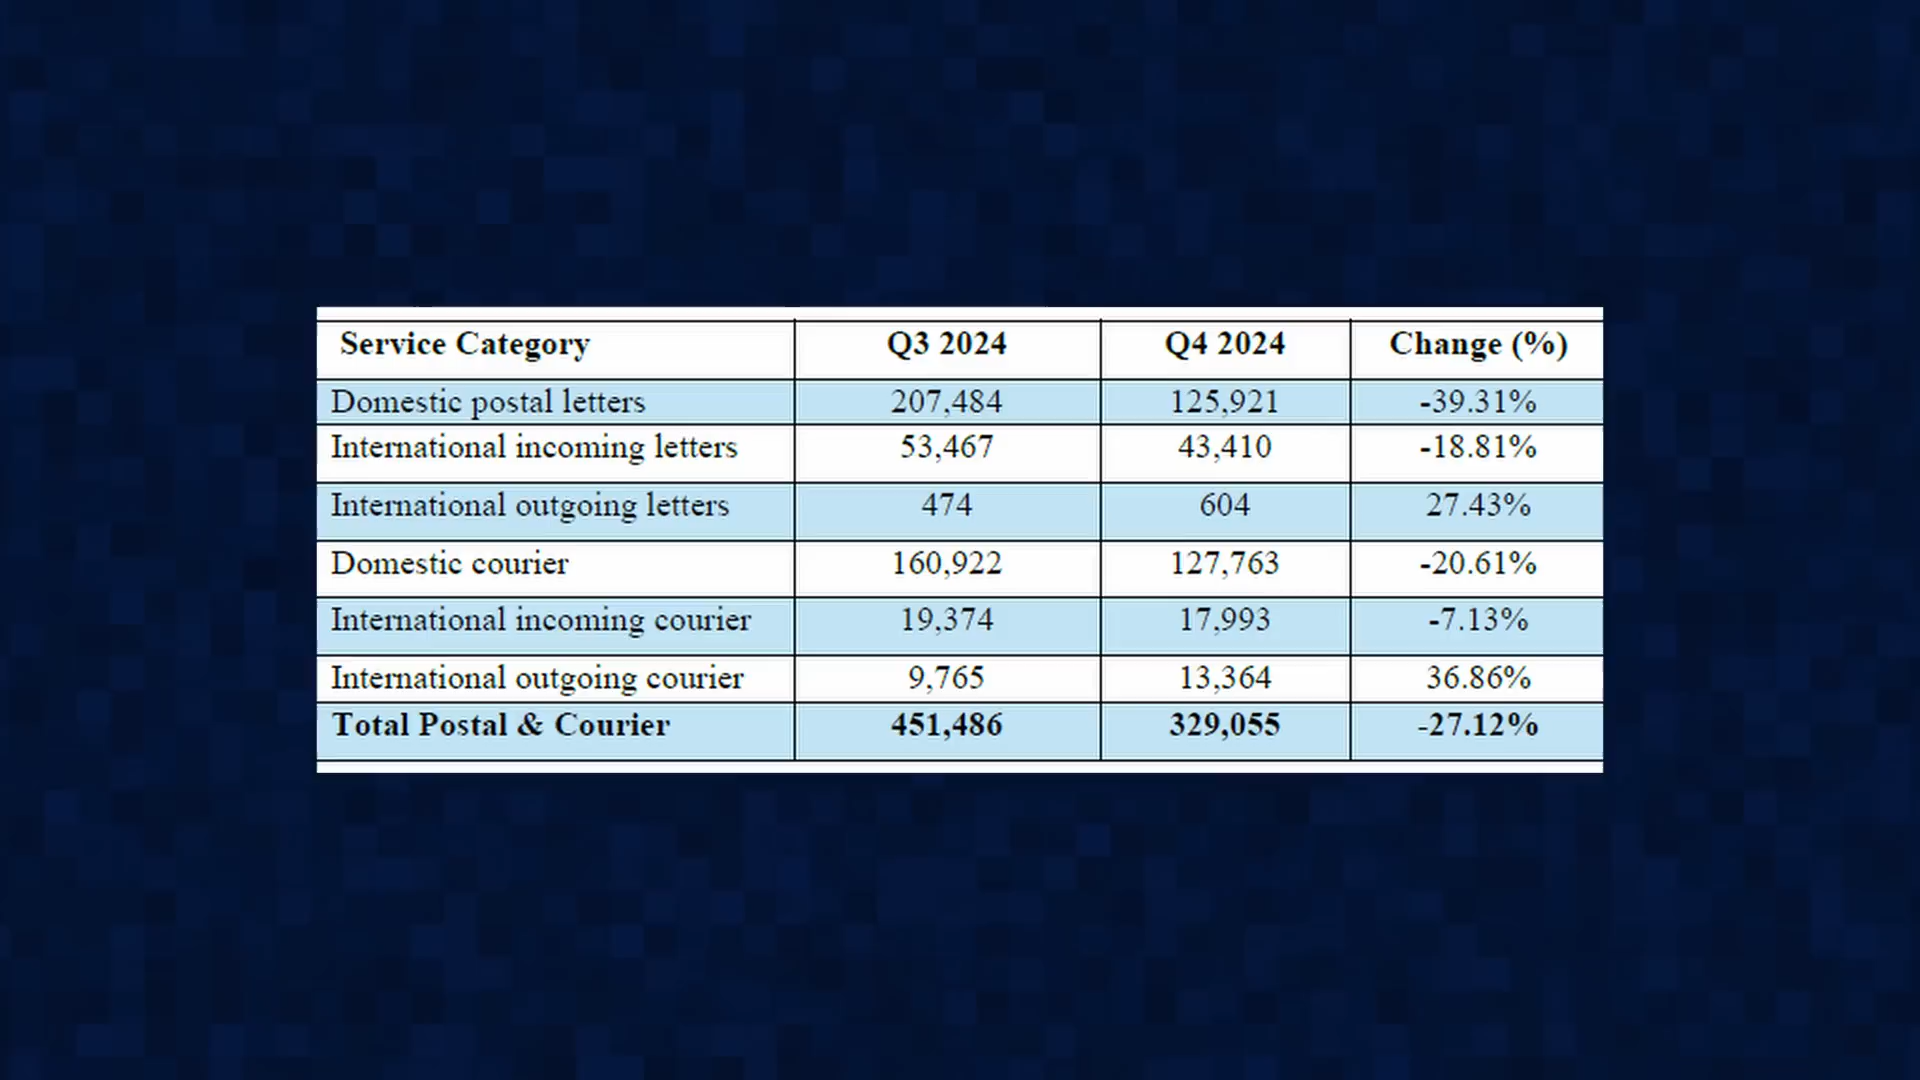 Service Category Q3 2024 Q4 2024 Change (%)
Domestic postal letters 207,484 125,921 -39.31%
International incoming letters 53,467 43,410 -18.81%
International outgoing letters 474 604 27.43%
Domestic courier 160,922 127,763 -20.61%
International incoming courier 19,374 17,993 -7.13%
International outgoing courier 9,765 13,364 36.86%
Total Postal & Courier 451,486 329,055 -27.12%